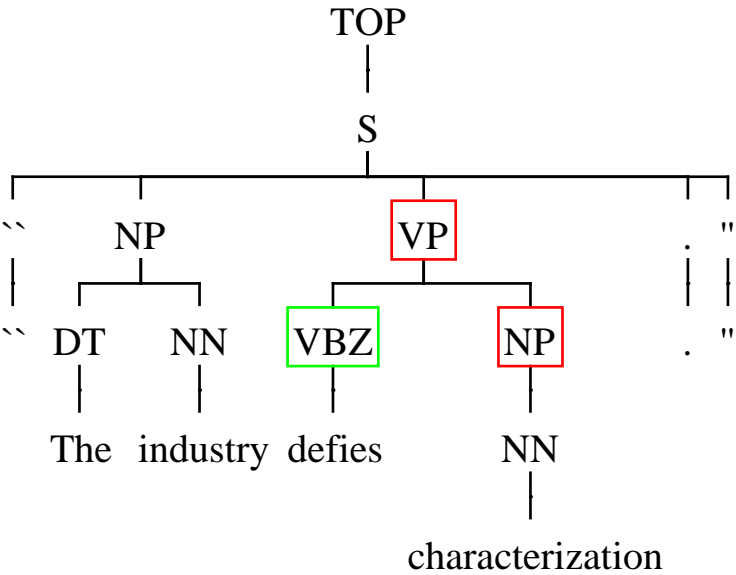 TOP
S
`` NP VP . "
`` DT NN VBZ NP . "
The industry defies NN
characterization